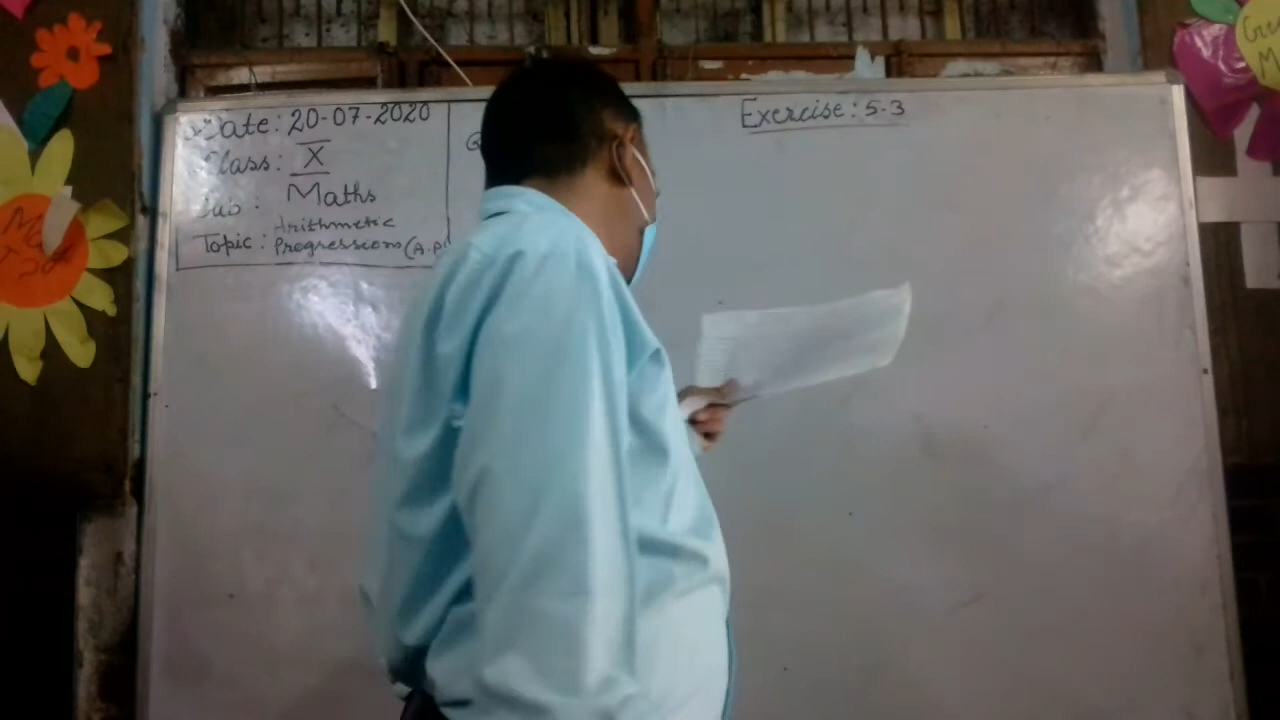 Date: 20-07-2020
Class: X
Sub: Maths
Topic: Arithmetic
Progressions (A.P
Exercise: 5.3